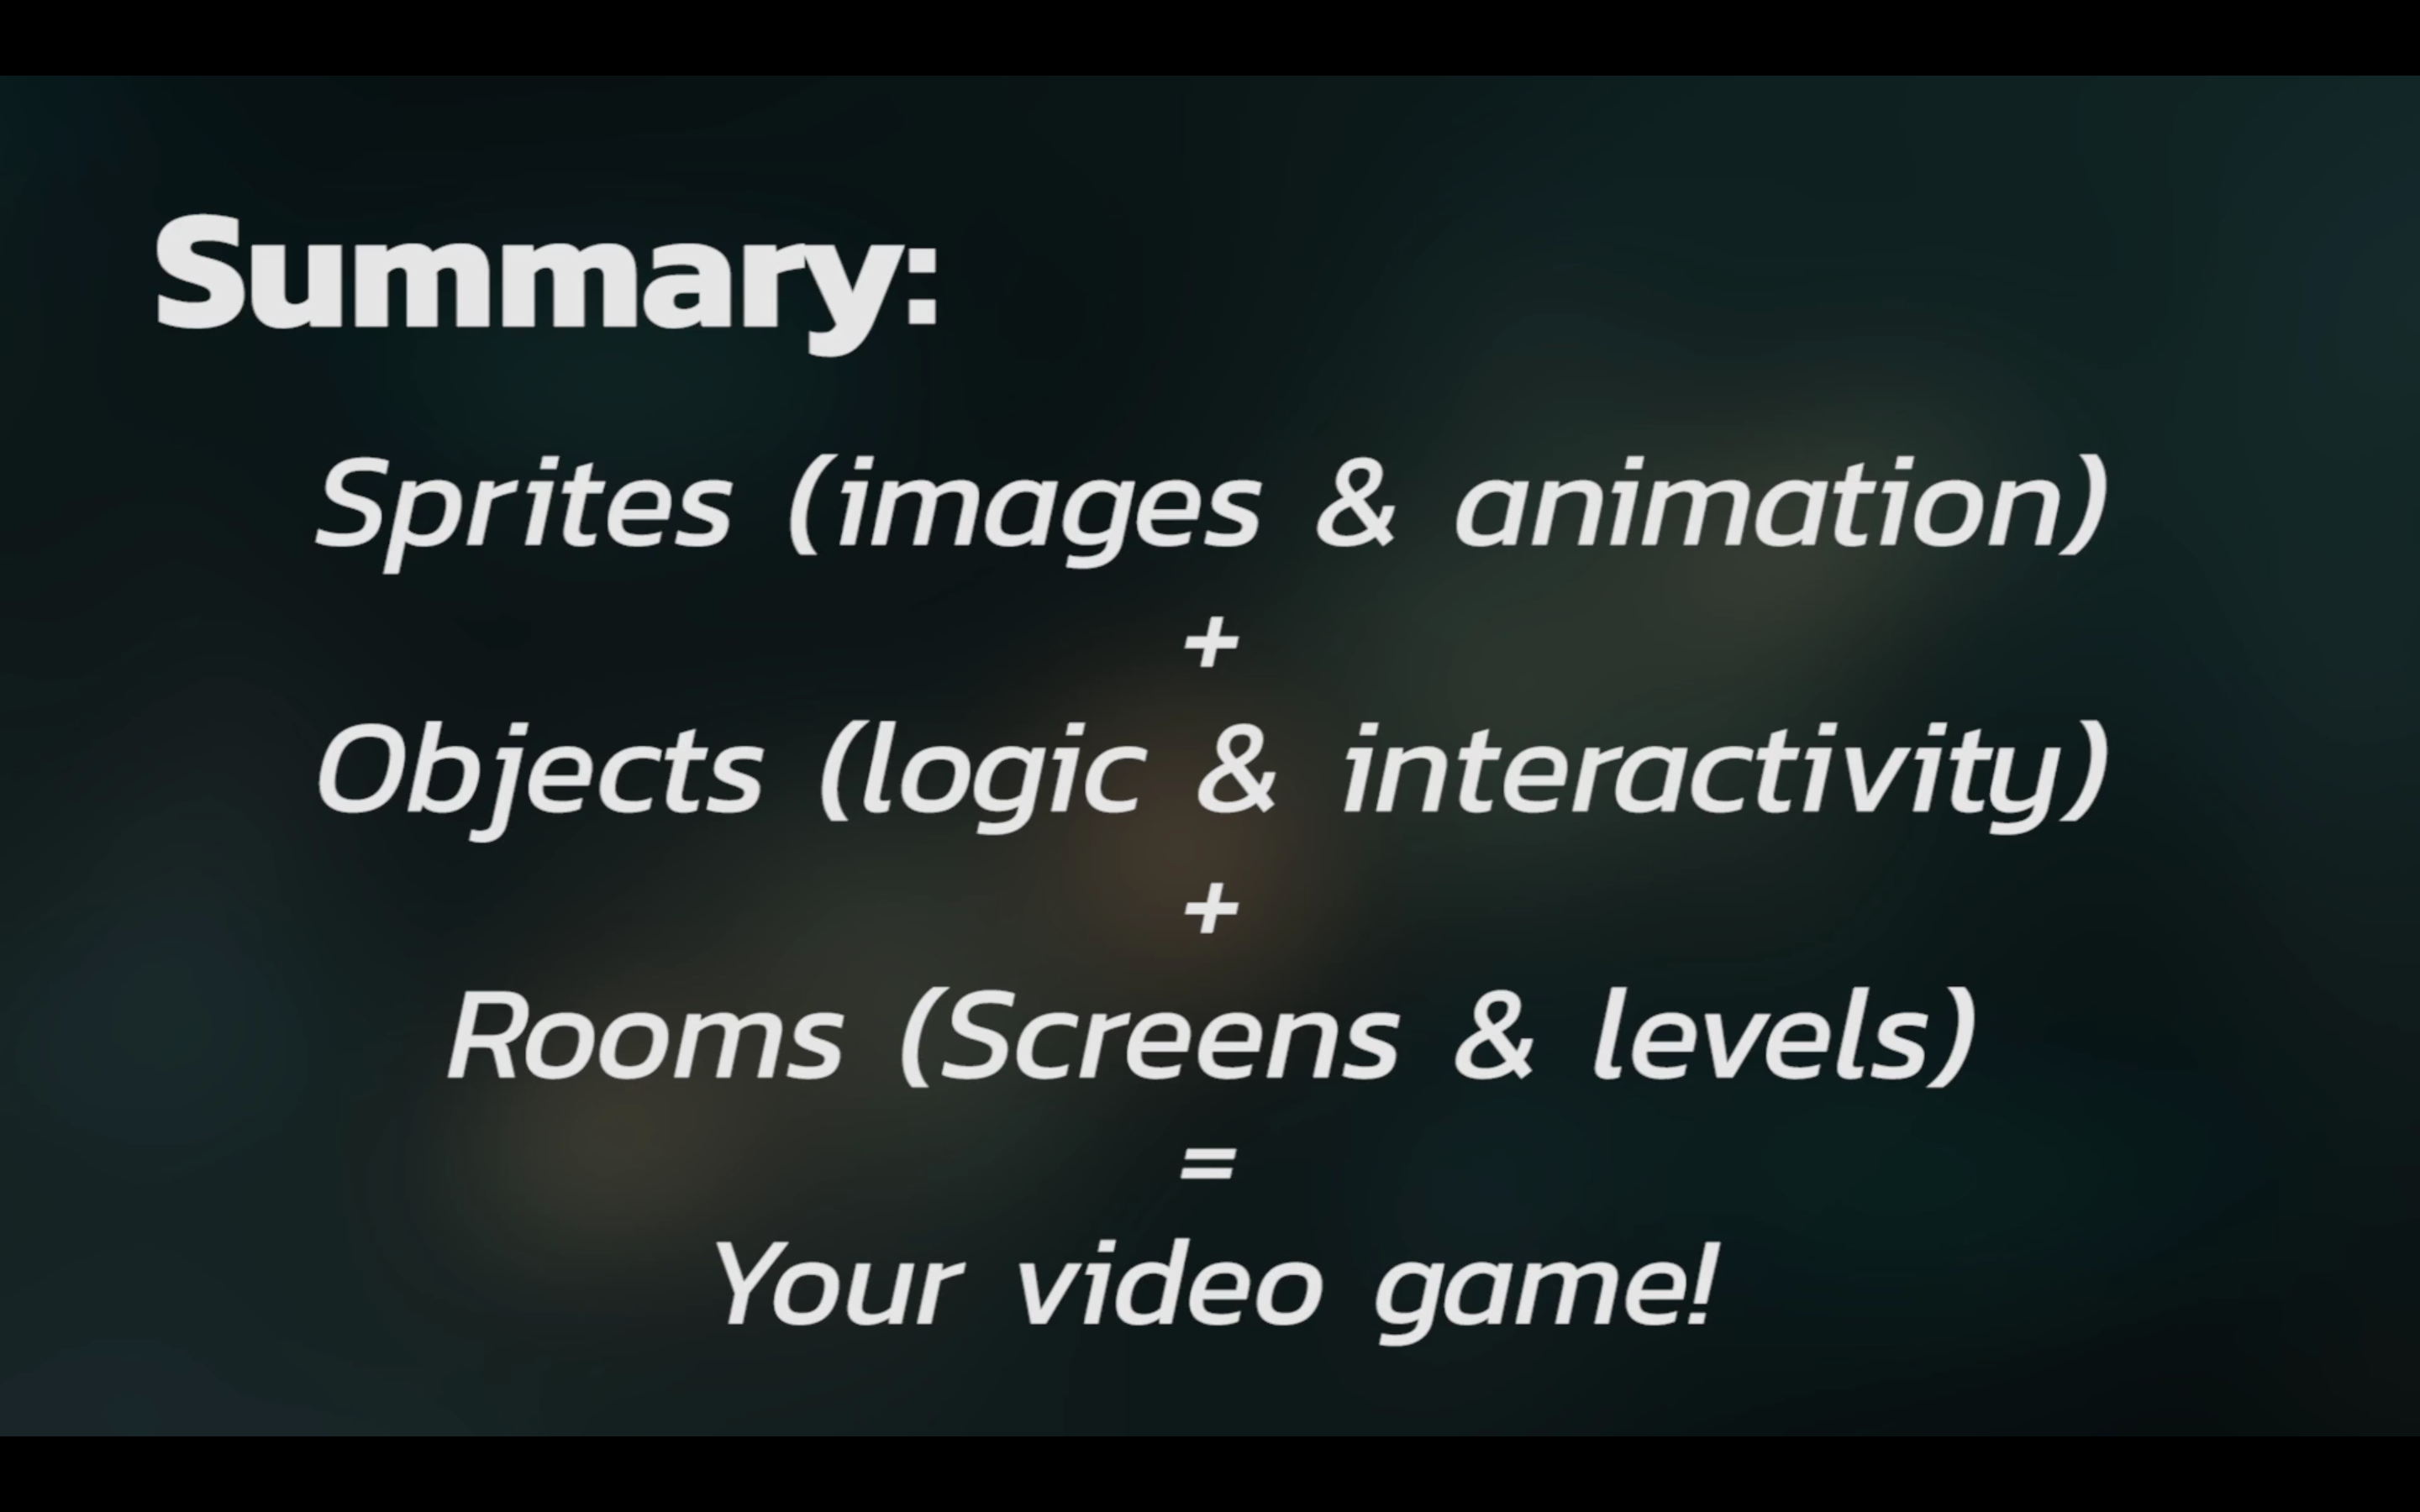 Summary:
Sprites (images & animation)
+
Objects (logic & interactivity)
+
Rooms (Screens & levels)
=
Your video game!